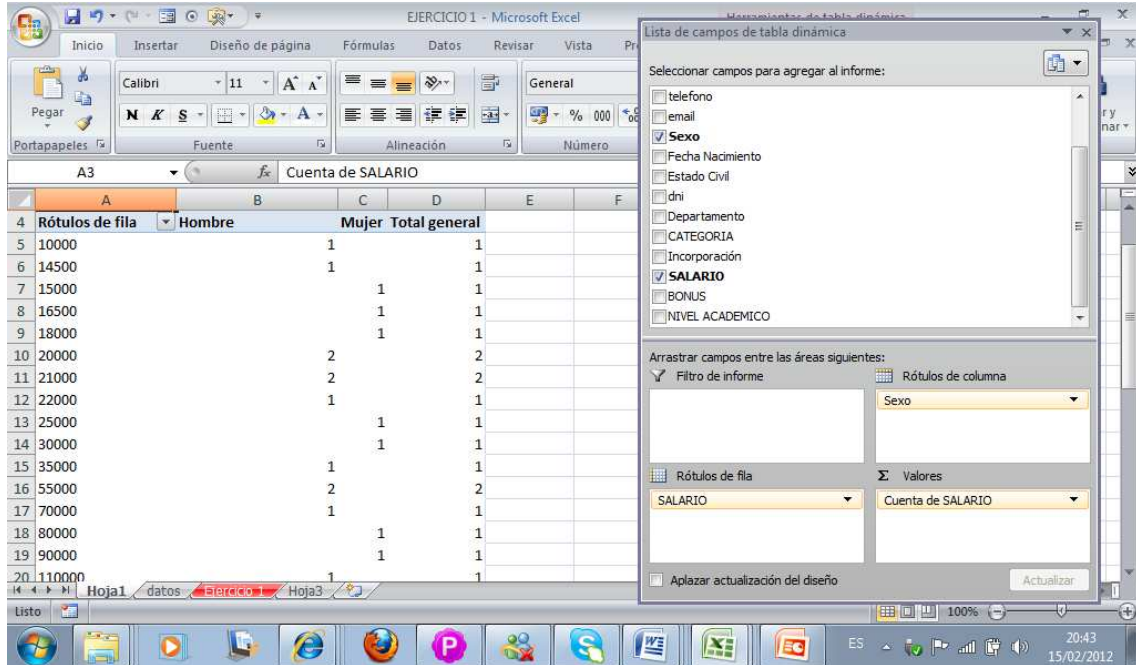 EJERCICIO 1 - Microsoft Excel
Herramientas de tabla dinámica
Inicio Insertar Diseño de página Fórmulas Datos Revisar Vista
Pegar
Calibri 11
General
N K S
% 000
Portapapeles Fuente Alineación Número
A3 fx Cuenta de SALARIO
A B C D E F
4 Rótulos de fila Hombre Mujer Total general
5 10000 1 1
6 14500 1 1
7 15000 1 1
8 16500 1 1
9 18000 1 1
10 20000 2 2
11 21000 2 2
12 22000 1 1
13 25000 1 1
14 30000 1 1
15 35000 1 1
16 55000 2 2
17 70000 1 1
18 80000 1 1
19 90000 1 1
20 110000 1 1
Hoja1 datos Ejercicio 1 Hoja3
Listo
Lista de campos de tabla dinámica
Seleccionar campos para agregar al informe:
telefono
email
Sexo
Fecha Nacimiento
Estado Civil
dni
Departamento
CATEGORIA
Incorporación
SALARIO
BONUS
NIVEL ACADEMICO
Arrastrar campos entre las áreas siguientes:
Filtro de informe Rótulos de columna
Sexo
Rótulos de fila Σ Valores
SALARIO Cuenta de SALARIO
Aplazar actualización del diseño Actualizar
100%
ES 20:43
15/02/2012